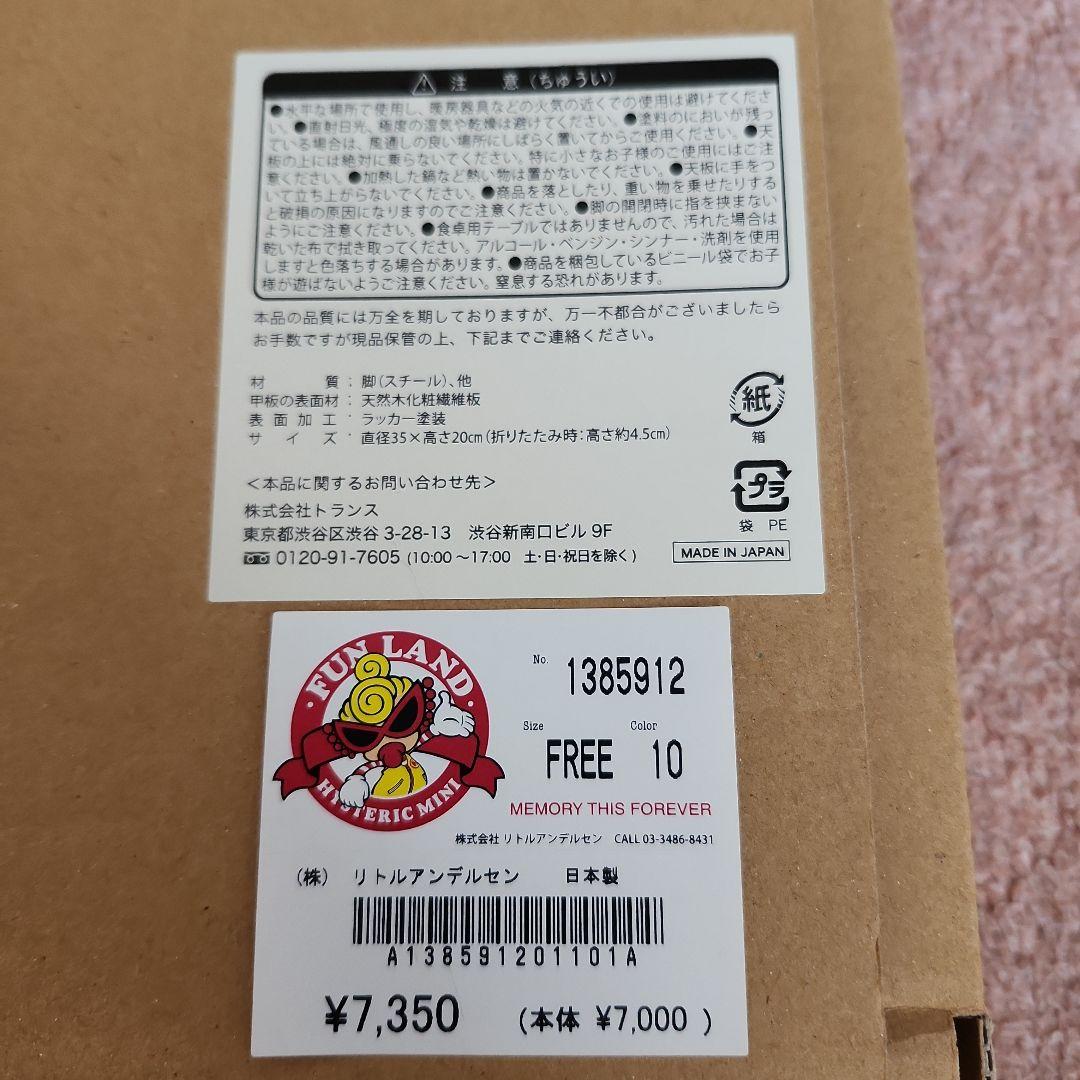 注 意(ちゅうい)
●水平な場所で使用し、暖房器具などの火気の近くでの使用は避けてくださ
い。●直射日光、極度の湿気や乾燥は避けてください。●塗料のにおいが残っ
ている場合は、風通しの良い場所にしばらく置いてからご使用ください。●天
板の上には絶対に乗らないでください。特に小さなお子様のご使用にはご注
意ください。●加熱した鍋など熱い物は置かないでください。●天板に手をつ
いて立ち上がらないでください。●商品を落としたり、重い物を乗せたりする
と破損の原因になりますのでご注意ください。●脚の開閉時に指を挟まない
ようにご注意ください。●食卓用テーブルではありませんので、汚れた場合は
乾いた布で拭き取ってください。アルコール・ベンジン・シンナー・洗剤を使用
しますと色落ちする場合があります。●商品を梱包しているビニール袋でお子
様が遊ばないようご注意ください。窒息する恐れがあります。
本品の品質には万全を期しておりますが、万一不都合がございましたら
お手数ですが現品保管の上、下記までご連絡ください。
材 質:脚(スチール)、他
甲板の表面材:天然木化粧繊維板
表面加工:ラッカー塗装
サイズ:直径35×高さ20cm(折りたたみ時:高さ約4.5cm)
紙
箱
プラ
袋 PE
<本品に関するお問い合わせ先>
株式会社トランス
東京都渋谷区渋谷 3-28-13 渋谷新南口ビル 9F
0120-91-7605 (10:00 ~17:00 土・日・祝日を除く)
MADE IN JAPAN
FUN LAND
HYSTERIC MINI
No. 1385912
Size Color
FREE 10
MEMORY THIS FOREVER
株式会社 リトルアンデルセン CALL 03-3486-8431
(株) リトルアンデルセン 日本製
A138591201101A
¥7,350 (本体 ¥7,000 )